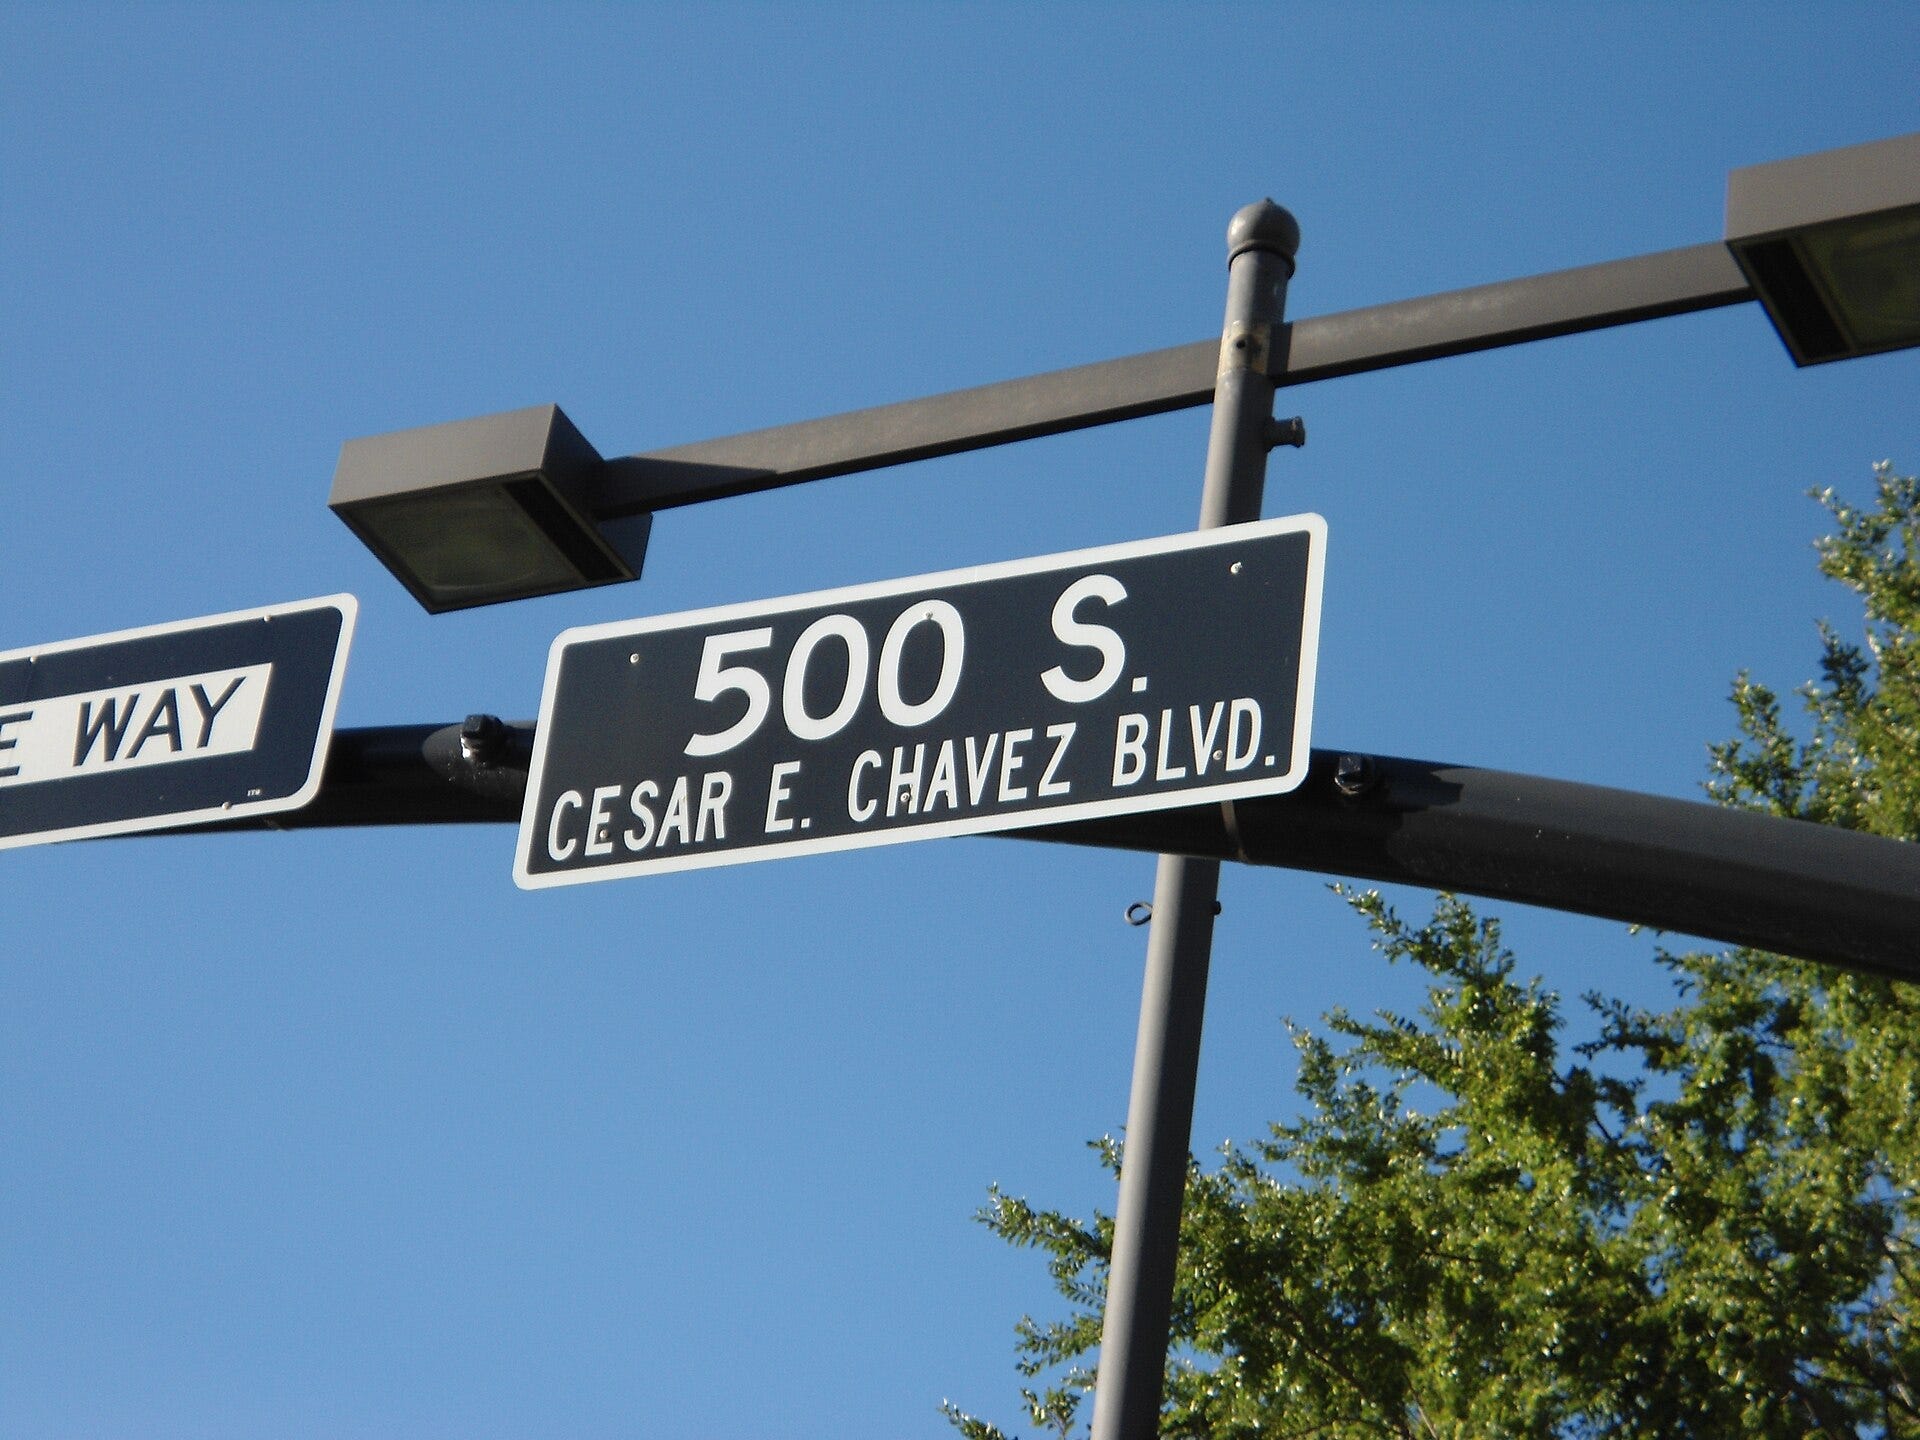 E WAY
500 S.
CESAR E. CHAVEZ BLVD.